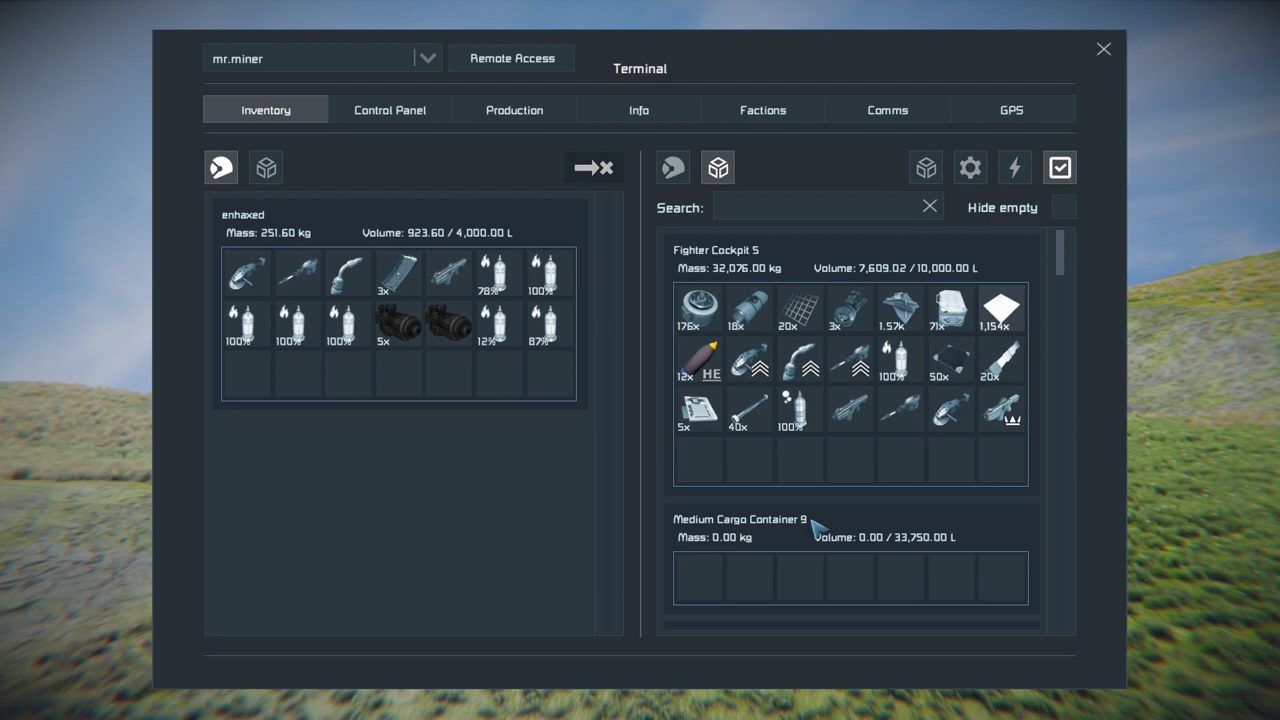 mr.miner
Remote Access
Terminal
Inventory
Control Panel
Production
Info
Factions
Comms
GPS
Search:
Hide empty
enhaxed
Mass: 251.60 kg
Volume: 923.60 / 4,000.00 L
3x
78%
100%
100%
100%
100%
5x
12%
87%
Fighter Cockpit 5
Mass: 32,076.00 kg
Volume: 7,609.02 / 10,000.00 L
176x
18x
20x
3x
1.57k
71x
1,154x
12x
HE
100%
50x
20x
5x
40x
100%
Medium Cargo Container 9
Mass: 0.00 kg
Volume: 0.00 / 33,750.00 L